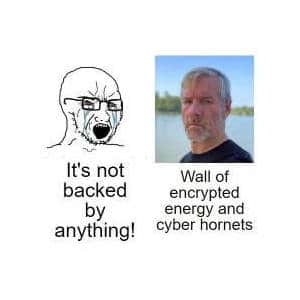 It's not
backed
by
anything!
Wall of
encrypted
energy and
cyber hornets